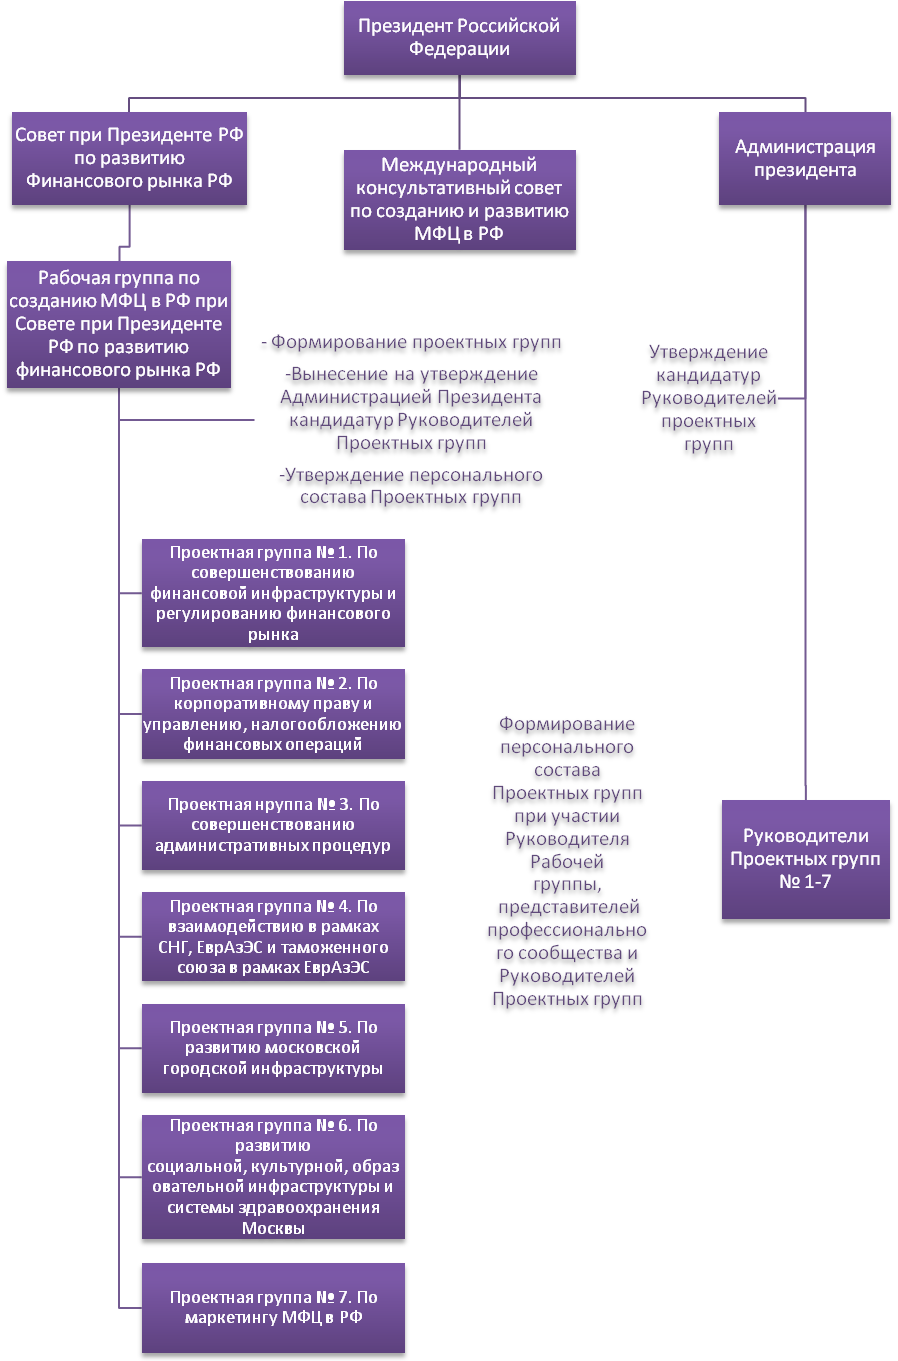 Президент Российской
Федерации
Совет при Президенте РФ
по развитию
Финансового рынка РФ
Международный
консультативный совет
по созданию и развитию
МФЦ в РФ
Администрация
президента
Рабочая группа по
созданию МФЦ в РФ при
Совете при Президенте
РФ по развитию
финансового рынка РФ
- Формирование проектных групп
-Вынесение на утверждение
Администрацией Президента
кандидатур Руководителей
Проектных групп
-Утверждение персонального
состава Проектных групп
Утверждение
кандидатур
Руководителей
проектных
групп
Проектная группа № 1. По
совершенствованию
финансовой инфраструктуры и
регулированию финансового
рынка
Проектная группа № 2. По
корпоративному праву и
управлению, налогообложению
финансовых операций
Проектная нруппа № 3. По
совершенствованию
административных процедур
Проектная группа № 4. По
взаимодействию в рамках
СНГ, ЕврАзЭС и таможенного
союза в рамках ЕврАзЭС
Проектная группа № 5. По
развитию московской
городской инфраструктуры
Проектная группа № 6. По
развитию
социальной, культурной, образ
овательной инфраструктуры и
системы здравоохранения
Москвы
Проектная группа № 7. По
маркетингу МФЦ в РФ
Формирование
персонального
состава
Проектных групп
при участии
Руководителя
Рабочей
группы,
представителей
профессионально
го сообщества и
Руководителей
Проектных групп
Руководители
Проектных групп
№ 1-7